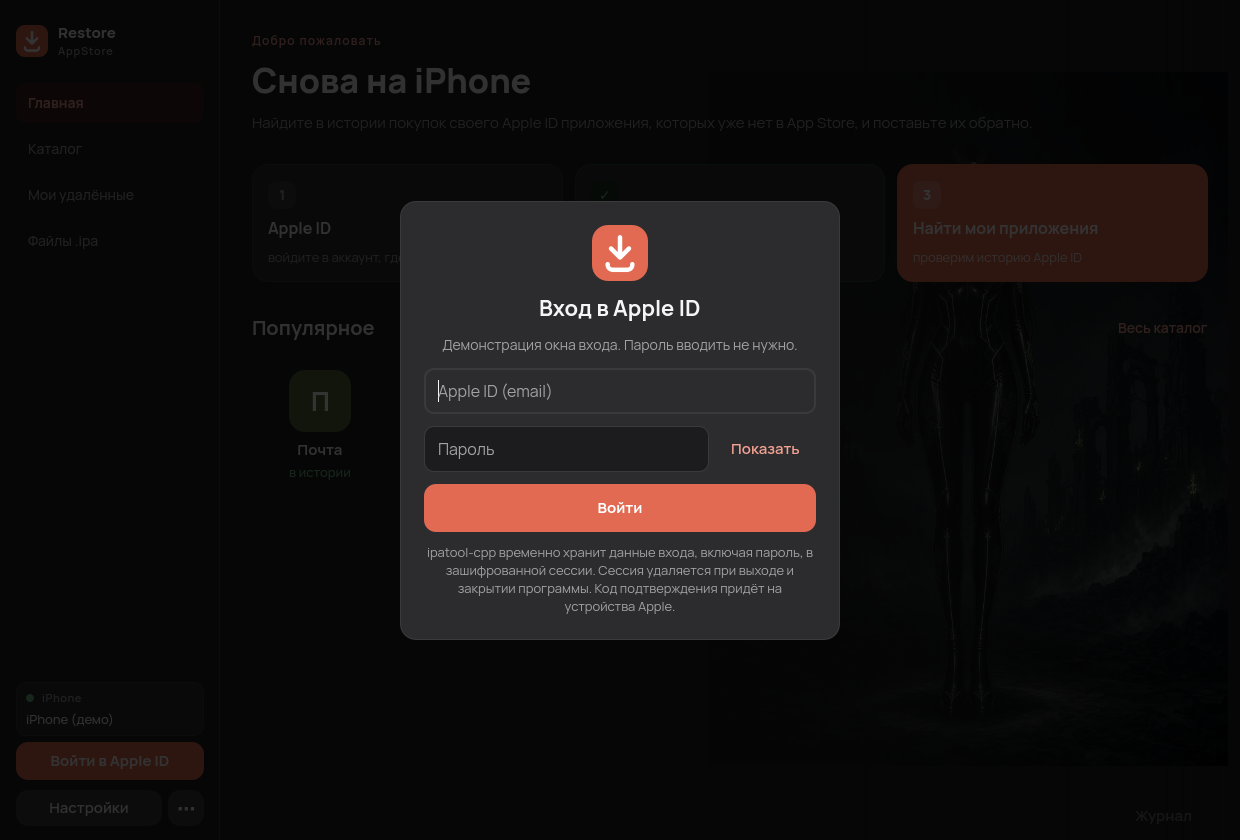 Restore
AppStore
Главная
Каталог
Мои удалённые
Файлы .ipa
iPhone
iPhone (демо)
Войти в Apple ID
Настройки
Добро пожаловать
Снова на iPhone
Найдите в истории покупок своего Apple ID приложения, которых уже нет в App Store, и поставьте их обратно.
1
Apple ID
войдите в аккаунт, где
3
Найти мои приложения
проверим историю Apple ID
Популярное
Весь каталог
П
Почта
в истории
Вход в Apple ID
Демонстрация окна входа. Пароль вводить не нужно.
Apple ID (email)
Пароль
Показать
Войти
ipatool-cpp временно хранит данные входа, включая пароль, в
зашифрованной сессии. Сессия удаляется при выходе и
закрытии программы. Код подтверждения придёт на
устройства Apple.
Журнал